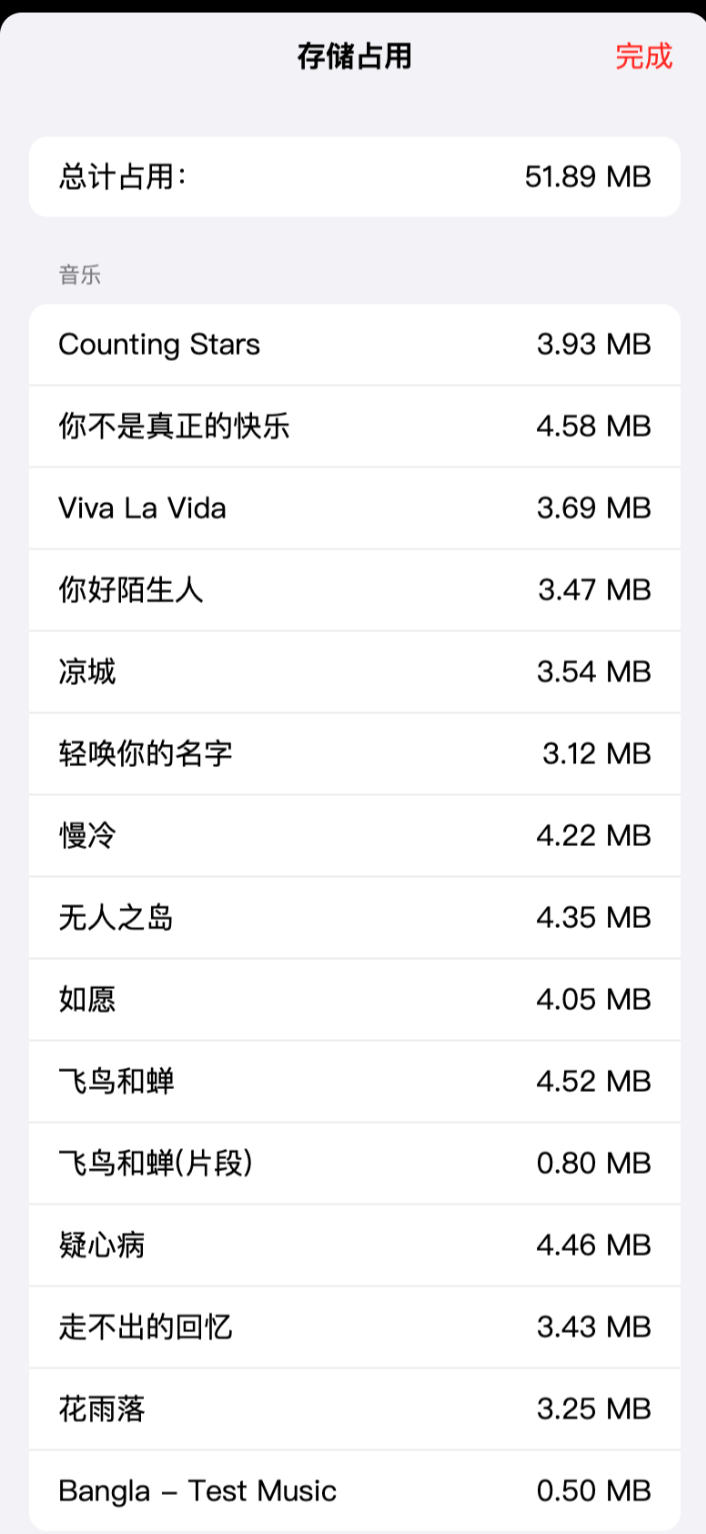 存储占用 完成
总计占用: 51.89 MB
音乐
Counting Stars 3.93 MB
你不是真正的快乐 4.58 MB
Viva La Vida 3.69 MB
你好陌生人 3.47 MB
凉城 3.54 MB
轻唤你的名字 3.12 MB
慢冷 4.22 MB
无人之岛 4.35 MB
如愿 4.05 MB
飞鸟和蝉 4.52 MB
飞鸟和蝉(片段) 0.80 MB
疑心病 4.46 MB
走不出的回忆 3.43 MB
花雨落 3.25 MB
Bangla – Test Music 0.50 MB